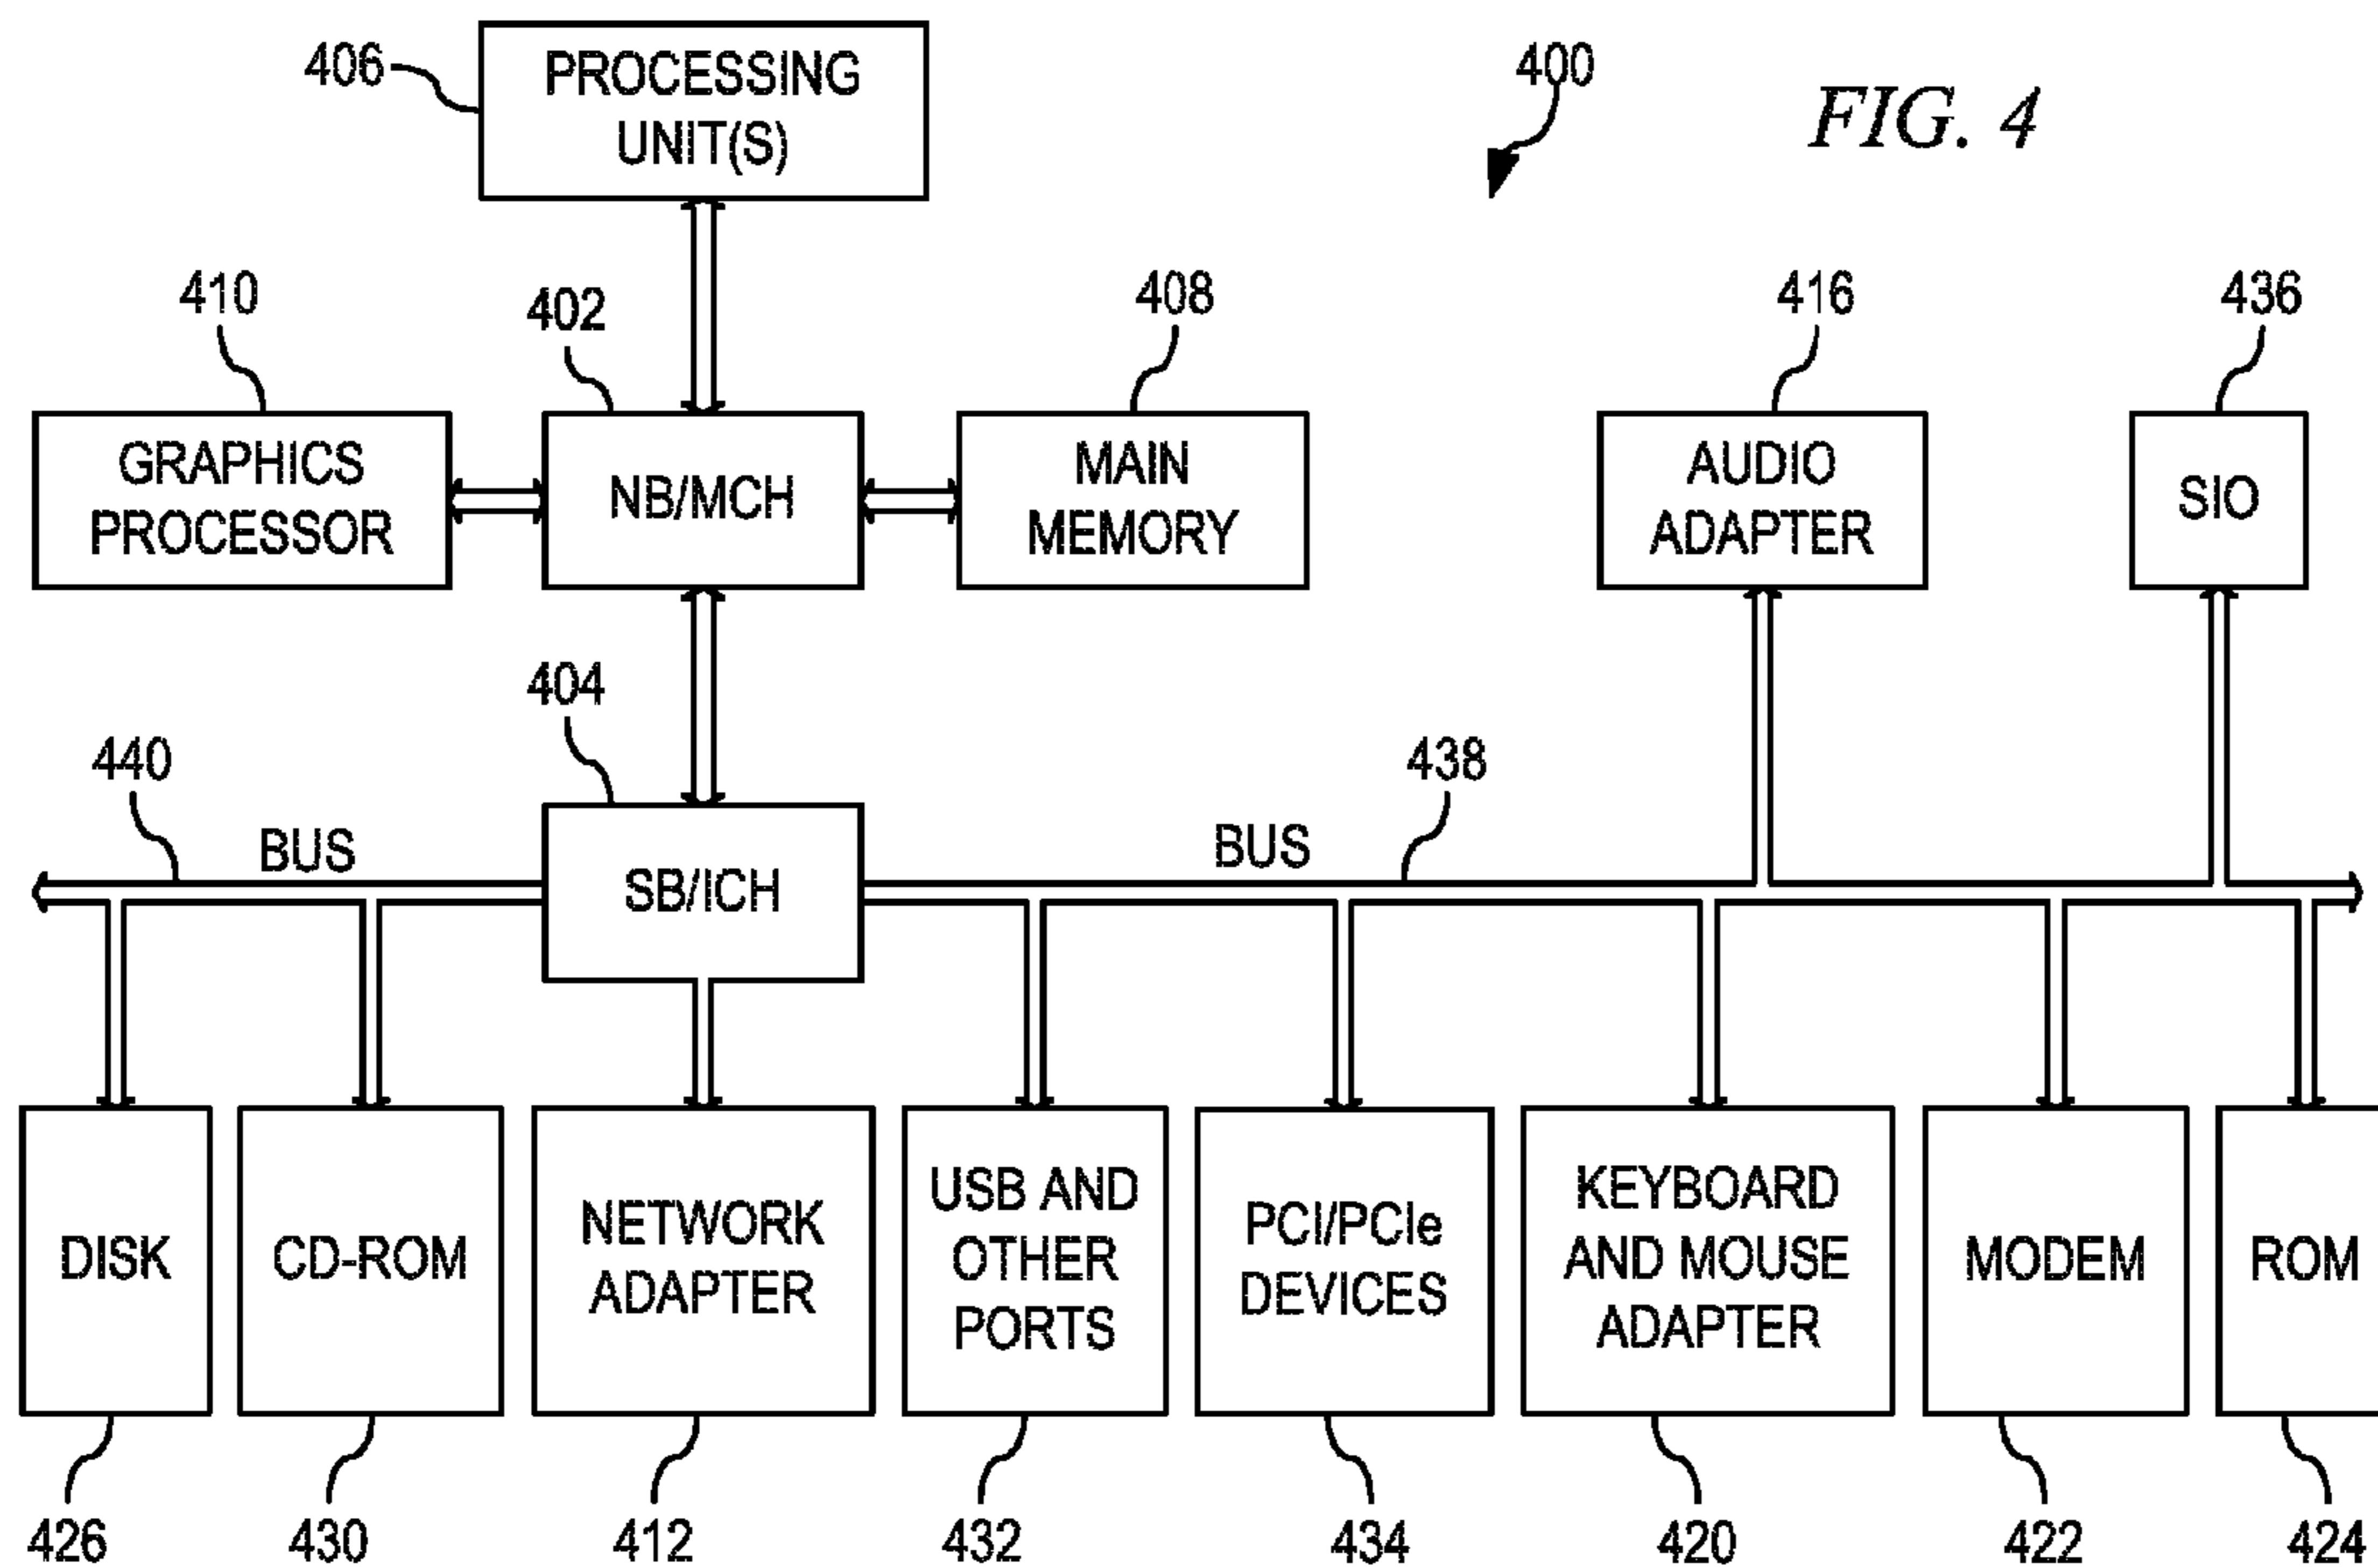 406
PROCESSING
UNIT(S)
400
FIG. 4
410
402
408
416
436
GRAPHICS
PROCESSOR
NB/MCH
MAIN
MEMORY
AUDIO
ADAPTER
SIO
404
440
438
BUS
BUS
SB/ICH
DISK
CD-ROM
NETWORK
ADAPTER
USB AND
OTHER
PORTS
PCI/PCIe
DEVICES
KEYBOARD
AND MOUSE
ADAPTER
MODEM
ROM
426
430
412
432
434
420
422
424